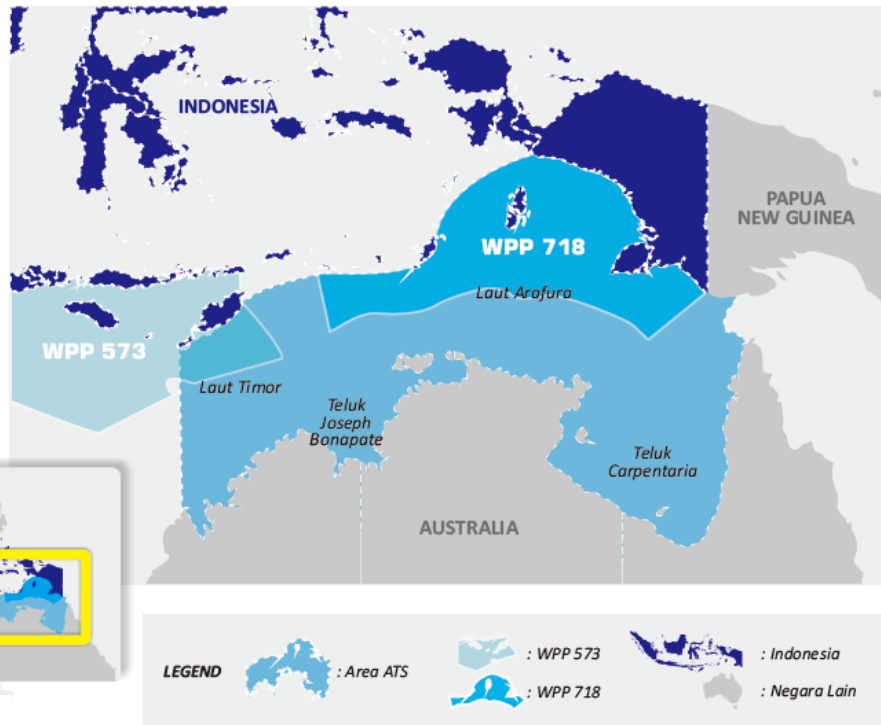 INDONESIA
PAPUA
NEW GUINEA
WPP 718
Laut Arafura
WPP 573
Laut Timor
Teluk
Joseph
Bonapate
Teluk
Carpentaria
AUSTRALIA
LEGEND
: Area ATS
: WPP 573
: WPP 718
: Indonesia
: Negara Lain